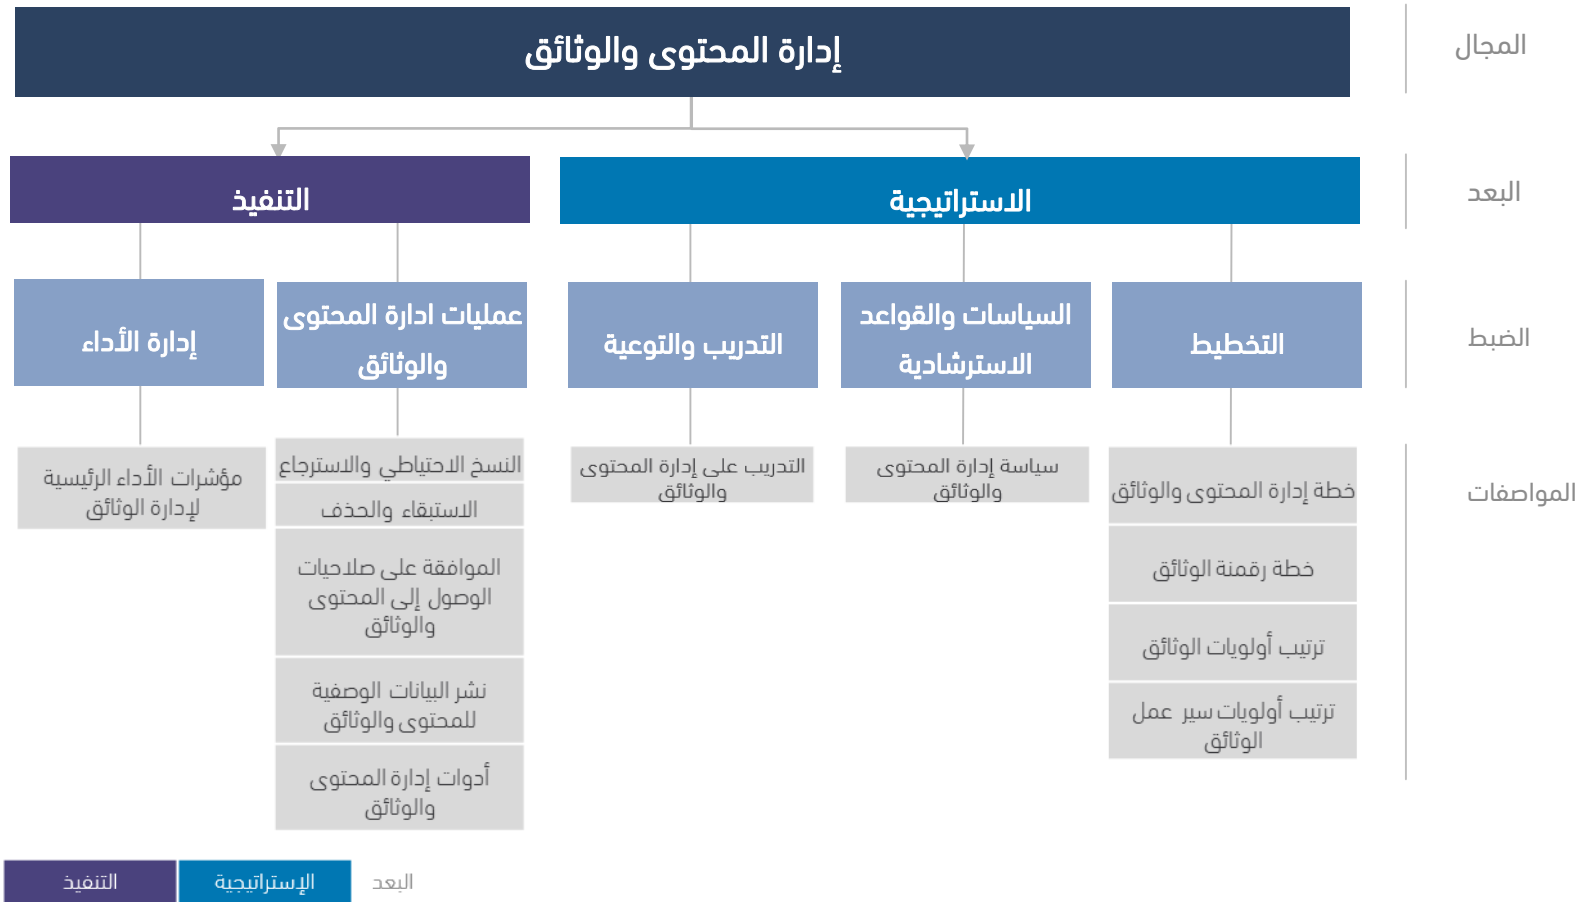 المجال
إدارة المحتوى والوثائق
البعد
الاستراتيجية
التنفيذ
الضبط
التخطيط
السياسات والقواعد
الاسترشادية
التدريب والتوعية
عمليات ادارة المحتوى
والوثائق
إدارة الأداء
المواصفات
خطة إدارة المحتوى والوثائق
خطة رقمنة الوثائق
ترتيب أولويات الوثائق
ترتيب أولويات سير عمل
الوثائق
سياسة إدارة المحتوى
والوثائق
التدريب على إدارة المحتوى
والوثائق
النسخ الاحتياطي والاسترجاع
الاستبقاء والحذف
الموافقة على صلاحيات
الوصول إلى المحتوى
والوثائق
نشر البيانات الوصفية
للمحتوى والوثائق
أدوات إدارة المحتوى
والوثائق
مؤشرات الأداء الرئيسية
لإدارة الوثائق
البعد
الإستراتيجية
التنفيذ